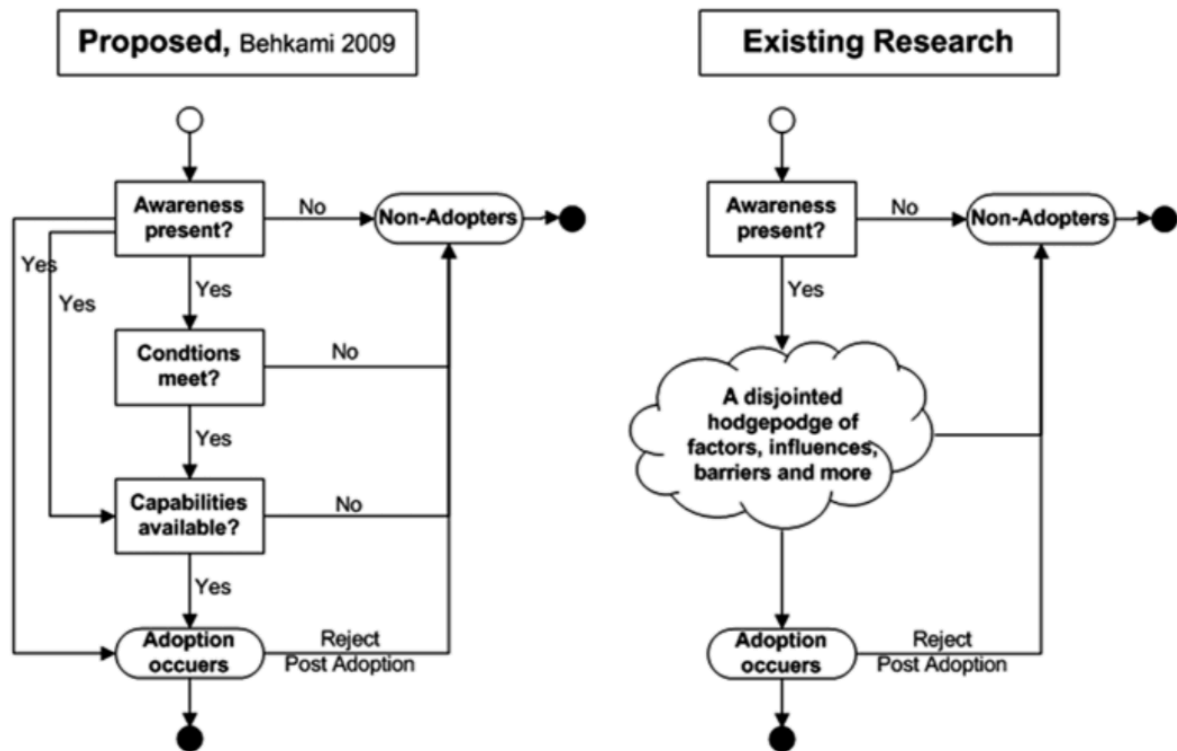 Proposed, Behkami 2009
Awareness
present?
No
Non-Adopters
Yes
Yes
Yes
Condtions
meet?
No
Yes
Capabilities
available?
No
Yes
Adoption
occuers
Reject
Post Adoption
Existing Research
Awareness
present?
No
Non-Adopters
Yes
A disjointed
hodgepodge of
factors, influences,
barriers and more
Adoption
occuers
Reject
Post Adoption